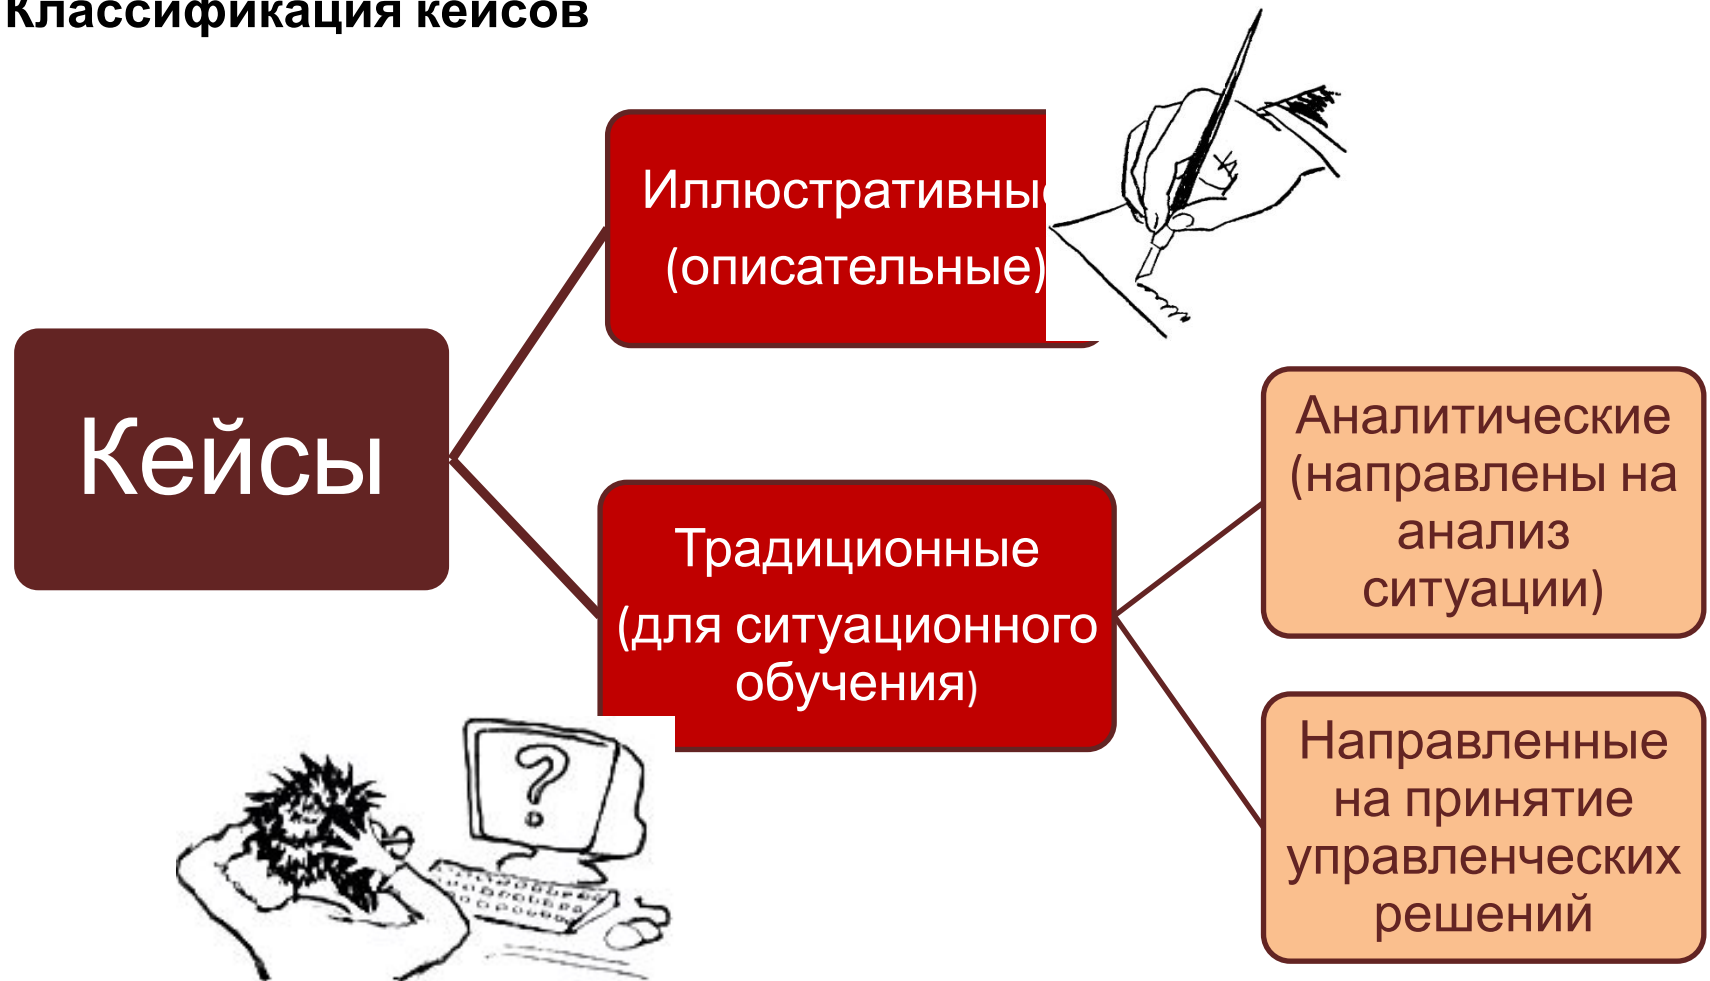 Классификация кейсов
Иллюстративные
(описательные)
Кейсы
Традиционные
(для ситуационного
обучения)
Аналитические
(направлены на
анализ
ситуации)
Направленные
на принятие
управленческих
решений
?